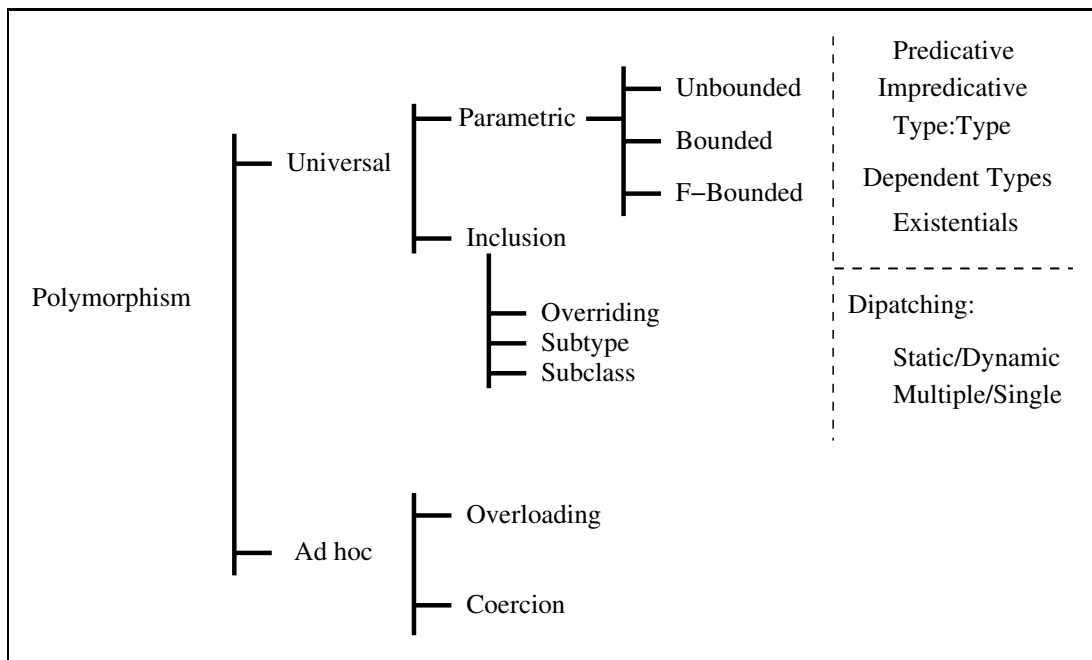 Polymorphism
Universal
Parametric
Unbounded
Bounded
F−Bounded
Inclusion
Overriding
Subtype
Subclass
Ad hoc
Overloading
Coercion
Predicative
Impredicative
Type:Type
Dependent Types
Existentials
Dipatching:
Static/Dynamic
Multiple/Single